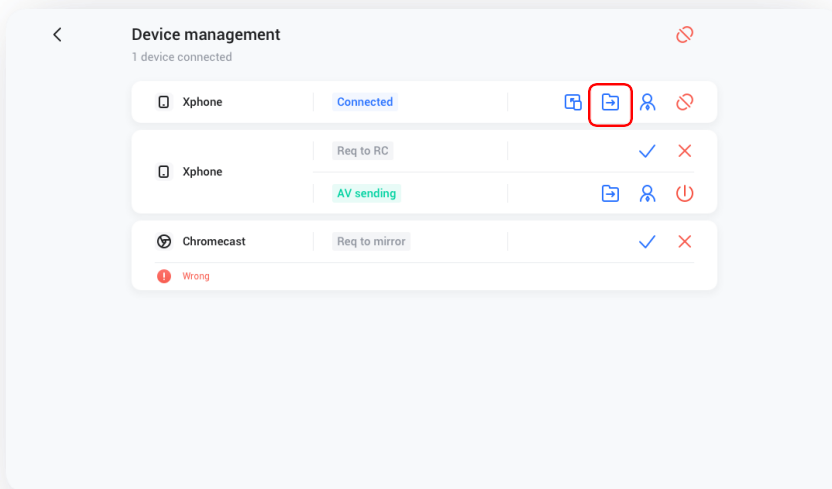 Device management
1 device connected
Xphone
Connected
Xphone
Req to RC
AV sending
Chromecast
Req to mirror
Wrong